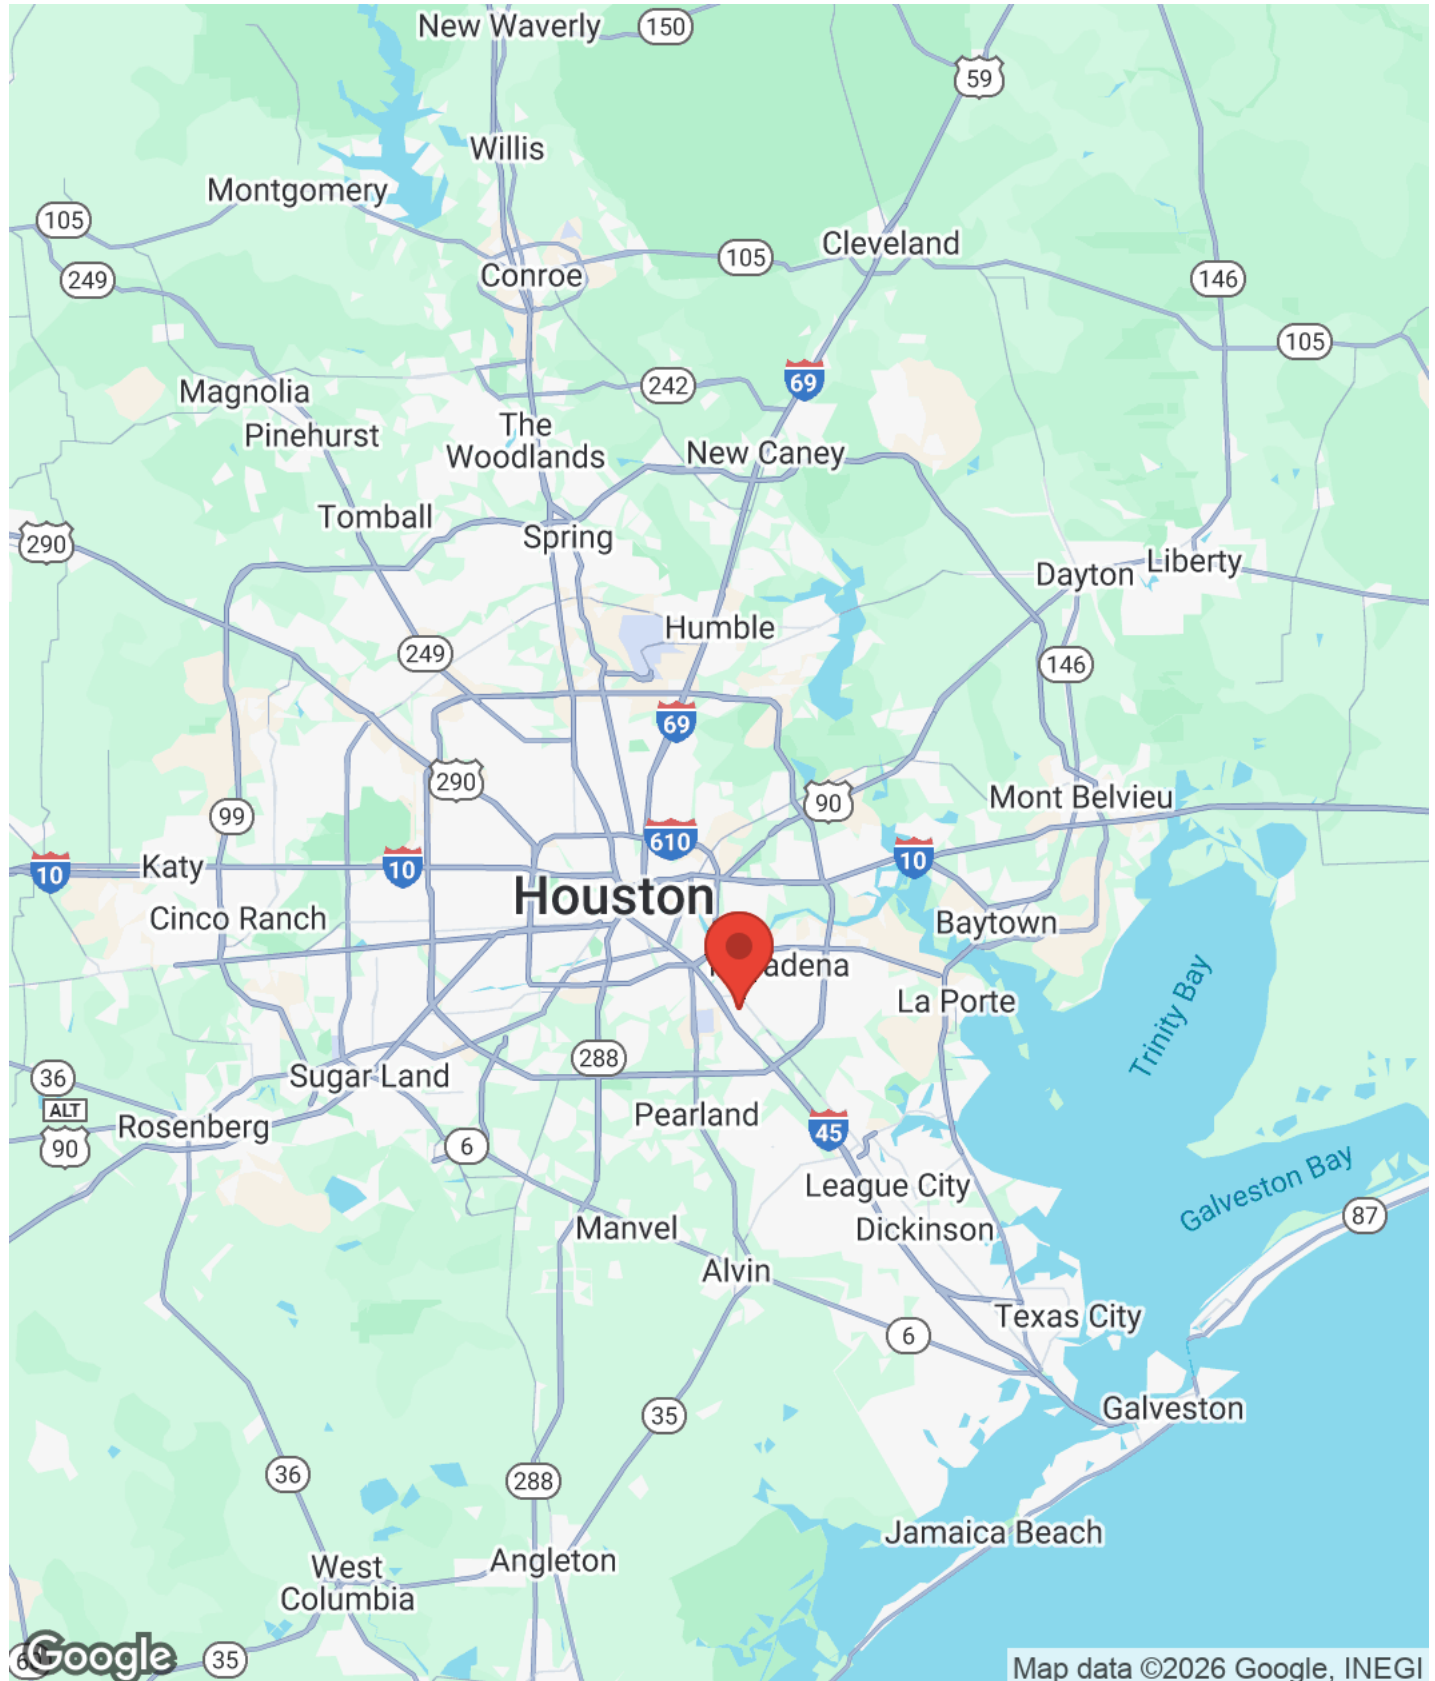 New Waverly
150
59
Willis
Montgomery
105
Cleveland
105
249
Conroe
146
105
69
242
Magnolia
The
Woodlands
Pinehurst
New Caney
Tomball
290
Spring
Liberty
Dayton
Humble
249
146
69
290
90
Mont Belvieu
99
610
10
Katy
10
10
Houston
Cinco Ranch
Baytown
adena
La Porte
Trinity Bay
288
36
Sugar Land
ALT
90
Rosenberg
Pearland
45
6
League City
Galveston Bay
87
Manvel
Dickinson
Alvin
Texas City
6
Galveston
35
36
288
Jamaica Beach
West
Columbia
Angleton
Google
35
Map data ©2026 Google, INEGI